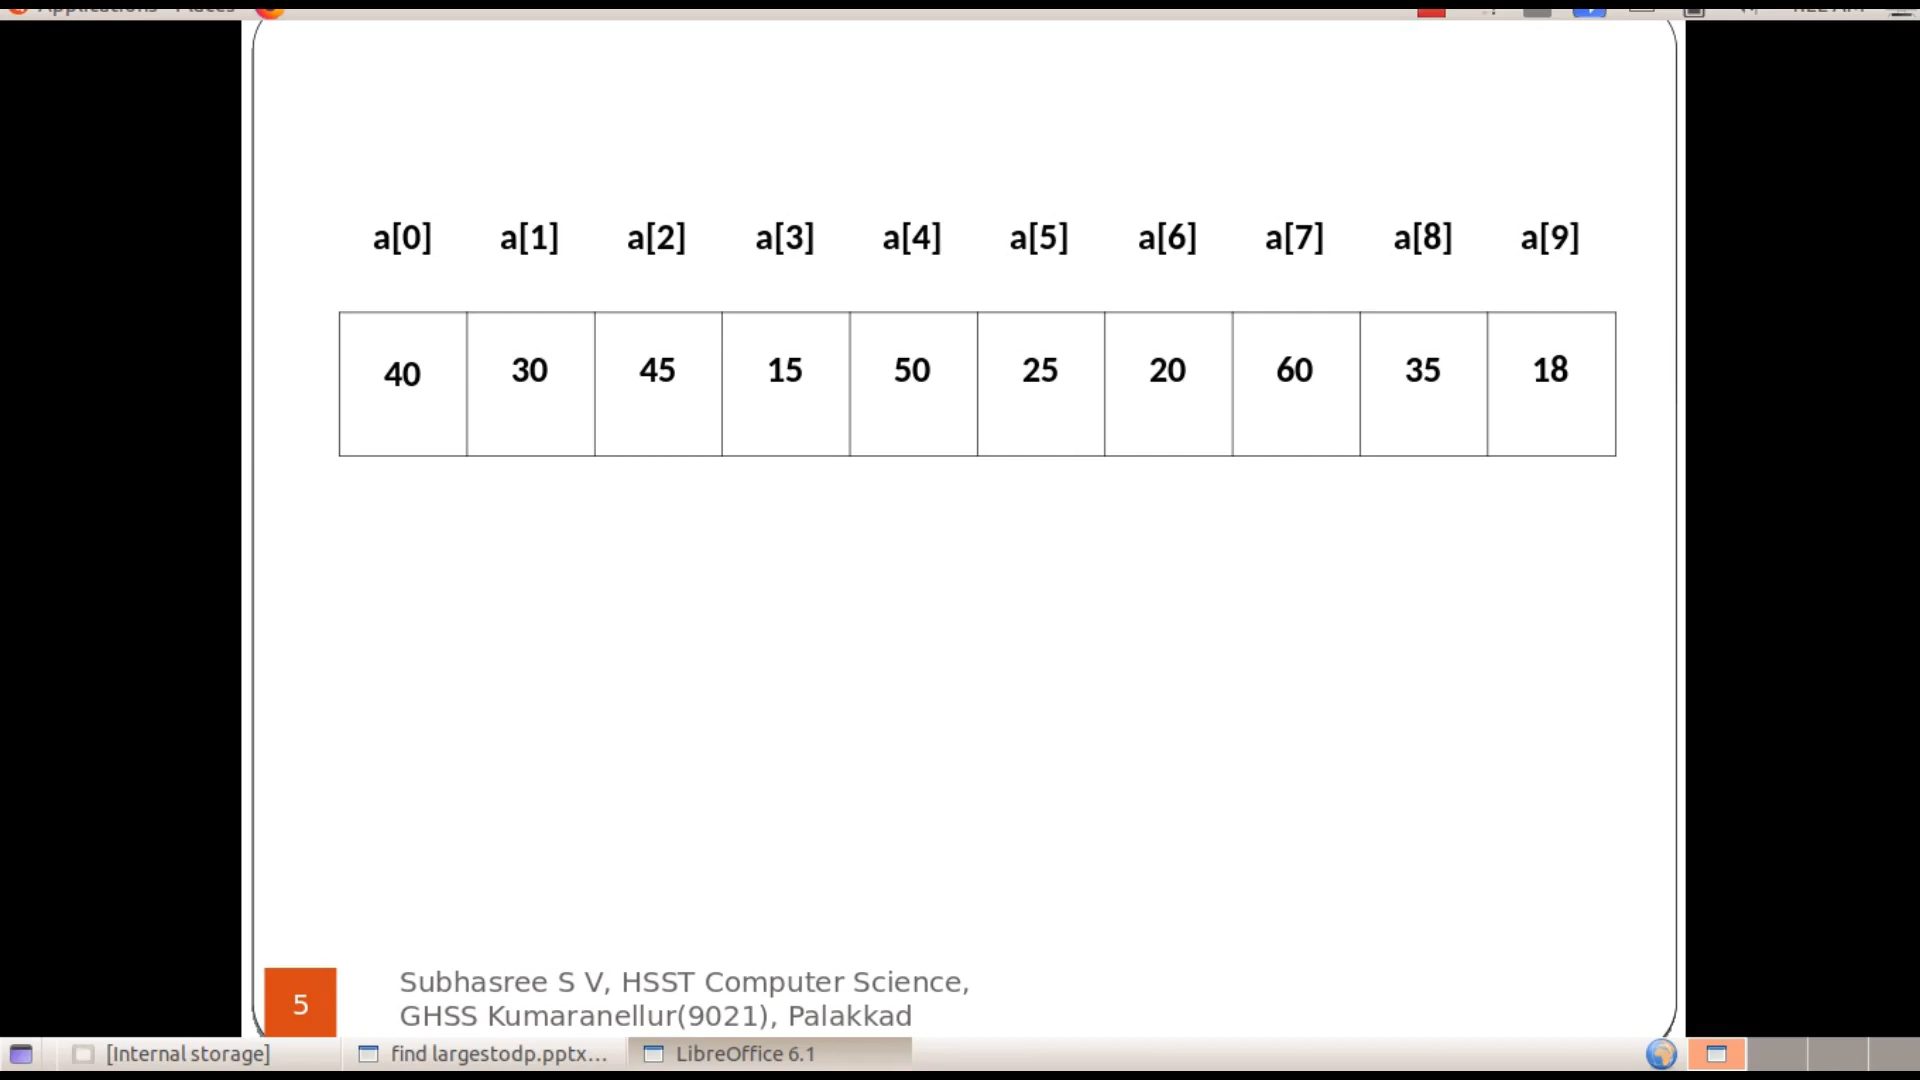 a[0] a[1] a[2] a[3] a[4] a[5] a[6] a[7] a[8] a[9]
40 30 45 15 50 25 20 60 35 18
5
Subhasree S V, HSST Computer Science,
GHSS Kumaranellur(9021), Palakkad
[Internal storage] find largestodp.pptx... LibreOffice 6.1